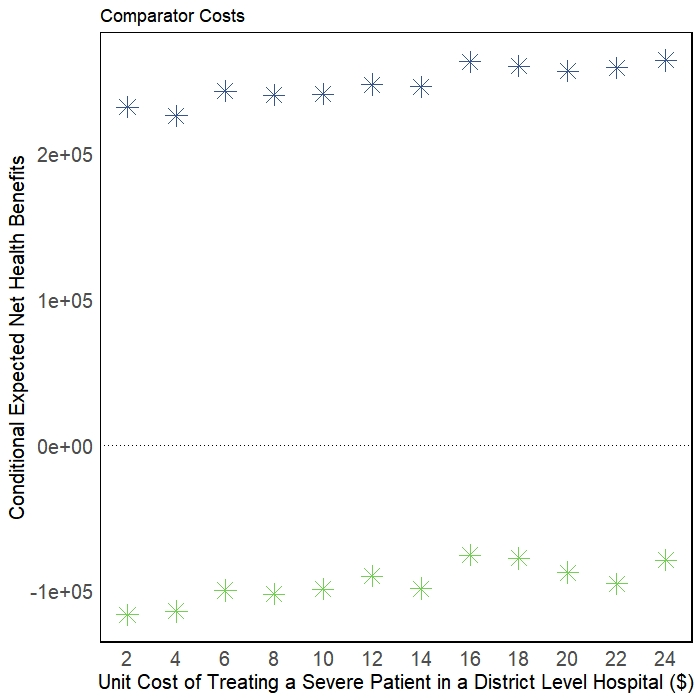 Comparator Costs
Conditional Expected Net Health Benefits
2e+05
1e+05
0e+00
-1e+05
2 4 6 8 10 12 14 16 18 20 22 24
Unit Cost of Treating a Severe Patient in a District Level Hospital ($)